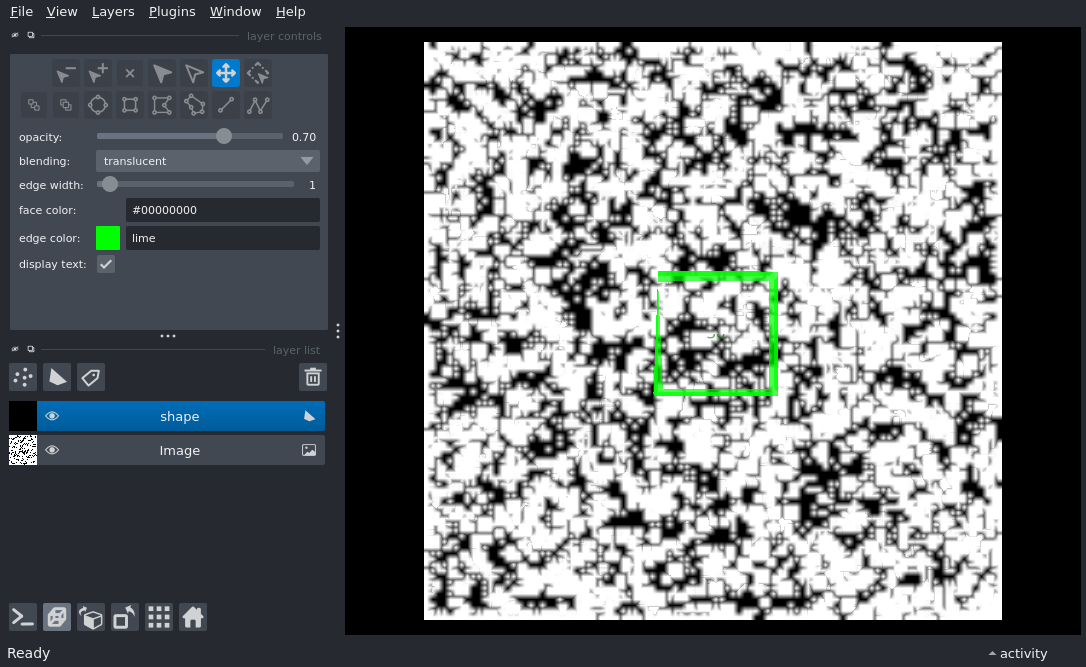 File View Layers Plugins Window Help
layer controls
opacity: 0.70
blending: translucent
edge width: 1
face color: #00000000
edge color: lime
display text:
layer list
shape
Image
Ready
activity